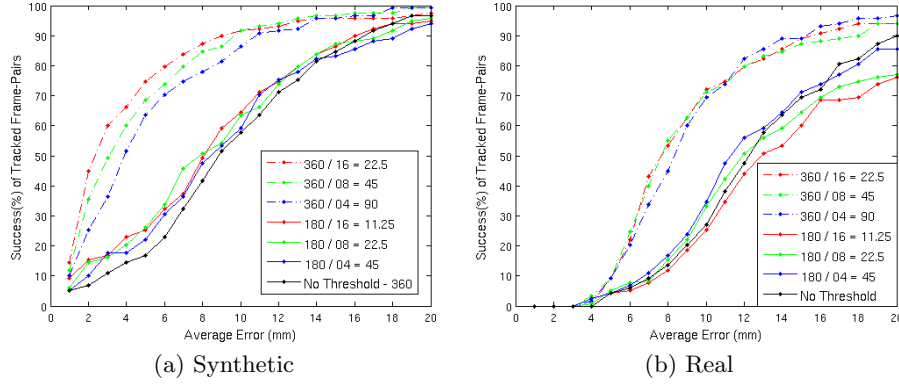 100
90
80
70
60
50
40
30
20
10
0
Success(%) of Tracked Frame-Pairs
0 2 4 6 8 10 12 14 16 18 20
Average Error (mm)
360 / 16 = 22.5
360 / 08 = 45
360 / 04 = 90
180 / 16 = 11.25
180 / 08 = 22.5
180 / 04 = 45
No Threshold - 360
(a) Synthetic
100
90
80
70
60
50
40
30
20
10
0
Success(%) of Tracked Frame-Pairs
0 2 4 6 8 10 12 14 16 18 20
Average Error (mm)
360 / 16 = 22.5
360 / 08 = 45
360 / 04 = 90
180 / 16 = 11.25
180 / 08 = 22.5
180 / 04 = 45
No Threshold
(b) Real